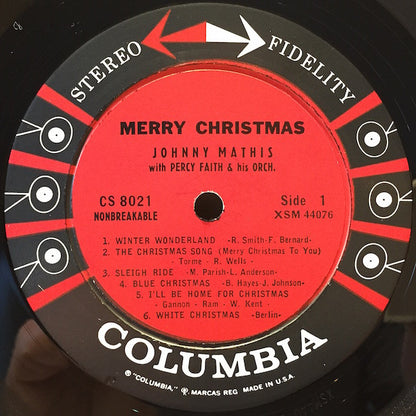 STEREO FIDELITY
MERRY CHRISTMAS
JOHNNY MATHIS
with PERCY FAITH & his ORCH.
CS 8021
NONBREAKABLE
Side 1
XSM 44076
1. WINTER WONDERLAND -R. Smith-F. Bernard-
2. THE CHRISTMAS SONG (Merry Christmas To You)
- Torme - R. Wells -
3. SLEIGH RIDE -M. Parish-L. Anderson-
4. BLUE CHRISTMAS -B. Hayes-J. Johnson-
5. I'LL BE HOME FOR CHRISTMAS
- Gannon - Ram - W. Kent -
6. WHITE CHRISTMAS -Berlin-
COLUMBIA
® "COLUMBIA," , MARCAS REG. MADE IN U.S.A.